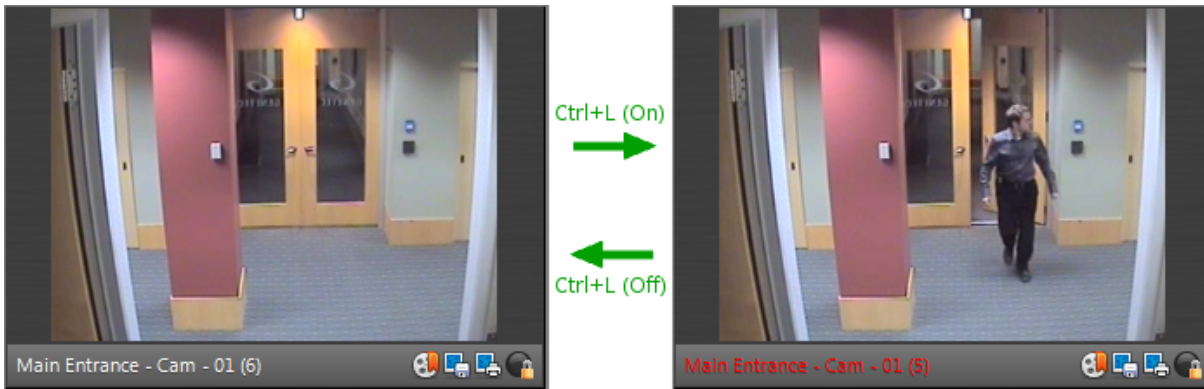 Ctrl+L (On)
Ctrl+L (Off)
Main Entrance - Cam - 01 (6)
Main Entrance - Cam - 01 (5)